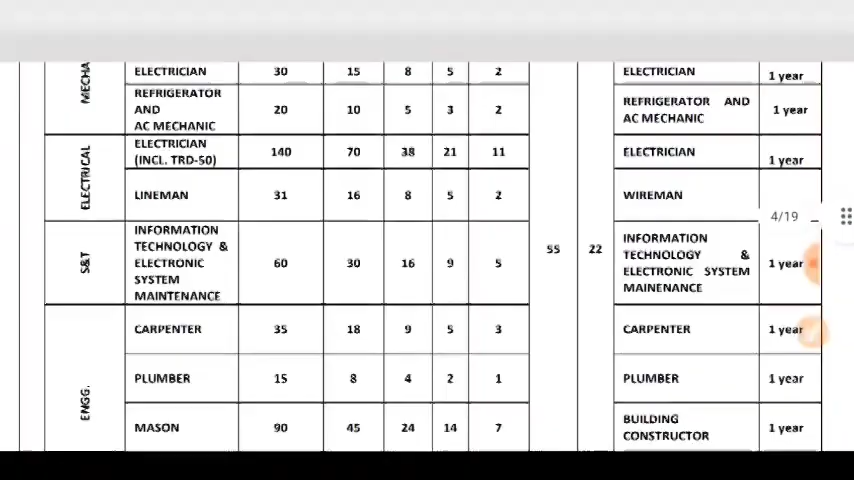 MECHA
ELECTRICIAN 30 15 8 5 2 ELECTRICIAN 1 year
REFRIGERATOR
AND
AC MECHANIC
20 10 5 3 2
REFRIGERATOR AND
AC MECHANIC
1 year
ELECTRICAL
ELECTRICIAN
(INCL. TRD-50)
140 70 38 21 11 ELECTRICIAN 1 year
LINEMAN 31 16 8 5 2 WIREMAN
4/19
S&T
INFORMATION
TECHNOLOGY &
ELECTRONIC
SYSTEM
MAINTENANCE
60 30 16 9 5
55 22
INFORMATION
TECHNOLOGY &
ELECTRONIC SYSTEM
MAINENANCE
1 year
ENGG.
CARPENTER 35 18 9 5 3 CARPENTER 1 year
PLUMBER 15 8 4 2 1 PLUMBER 1 year
MASON 90 45 24 14 7
BUILDING
CONSTRUCTOR
1 year